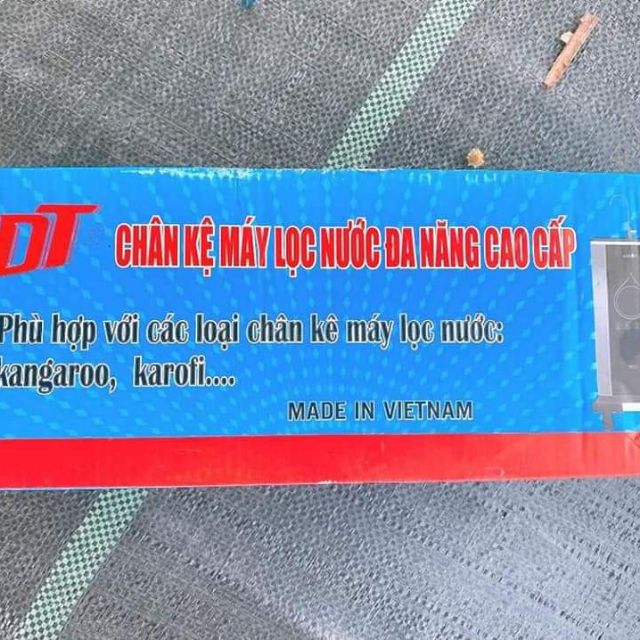 DT
CHÂN KỆ MÁY LỌC NƯỚC ĐA NĂNG CAO CẤP
Phù hợp với các loại chân kê máy lọc nước:
kangaroo, karofi....
MADE IN VIETNAM